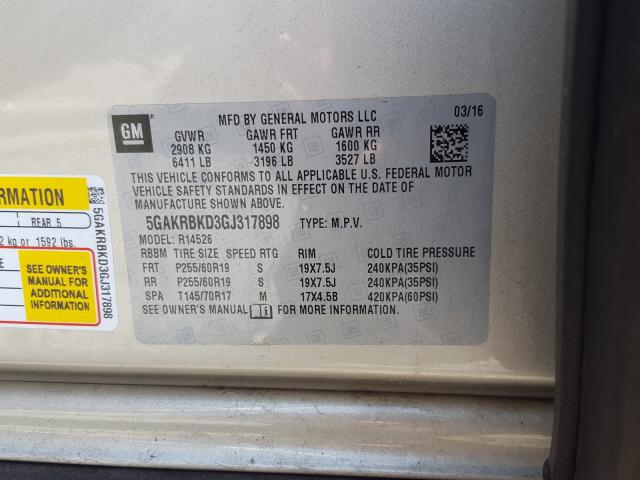 GM
MFD BY GENERAL MOTORS LLC
03/16
GVWR GAWR FRT GAWR RR
2908 KG 1450 KG 1600 KG
6411 LB 3196 LB 3527 LB
THIS VEHICLE CONFORMS TO ALL APPLICABLE U.S. FEDERAL MOTOR
VEHICLE SAFETY STANDARDS IN EFFECT ON THE DATE OF
MANUFACTURE SHOWN ABOVE.
5GAKRBKD3GJ317898 TYPE: M.P.V.
MODEL: R14526
RBBM TIRE SIZE SPEED RTG RIM COLD TIRE PRESSURE
FRT P255/60R19 S 19X7.5J 240KPA(35PSI)
RR P255/60R19 S 19X7.5J 240KPA(35PSI)
SPA T145/70R17 M 17X4.5B 420KPA(60PSI)
SEE OWNER'S MANUAL FOR MORE INFORMATION.
ORMATION
REAR 5
2 kg or 1592 lbs.
SEE OWNER'S
MANUAL FOR
ADDITIONAL
INFORMATION
5GAKRBKD3GJ317898